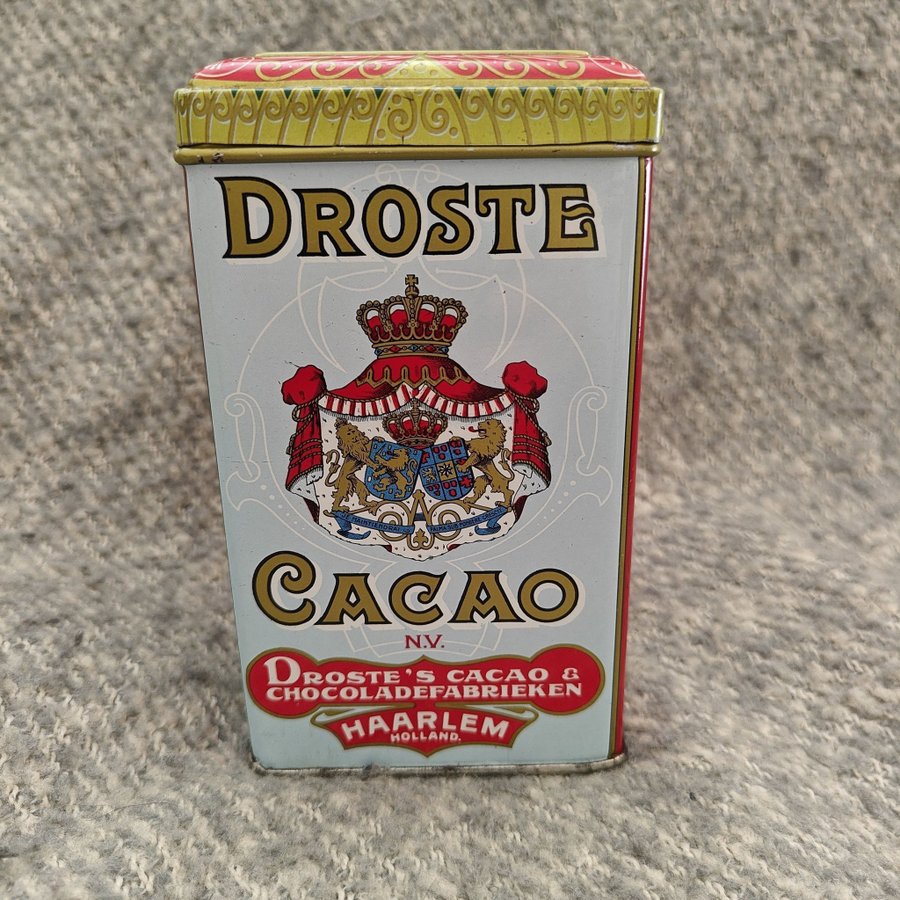 DROSTE
CACAO
N.V.
DROSTE'S CACAO &
CHOCOLADEFABRIEKEN
HAARLEM
HOLLAND.